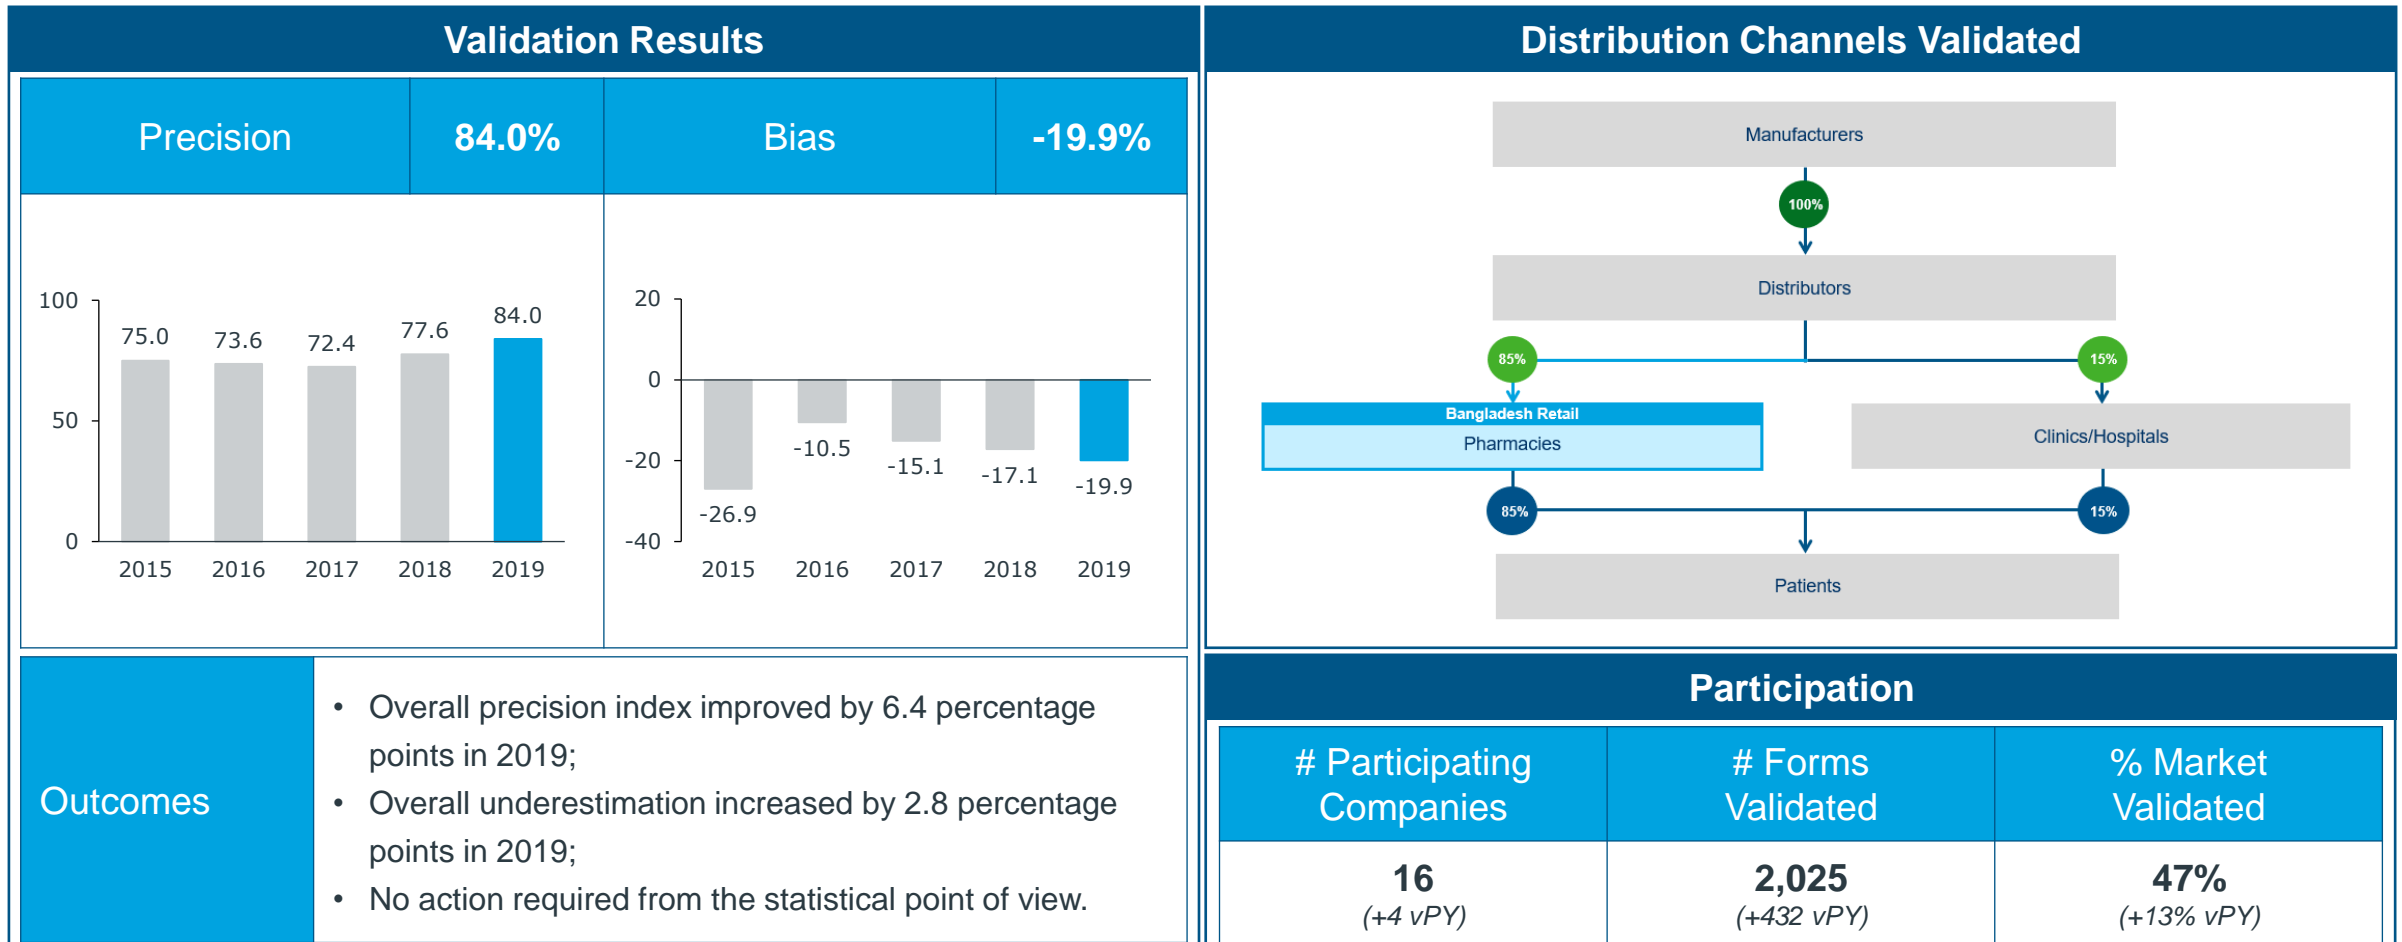 Validation Results
Precision
84.0%
Bias
-19.9%
100
50
0
75.0
73.6
72.4
77.6
84.0
2015
2016
2017
2018
2019
20
0
-20
-40
-26.9
-10.5
-15.1
-17.1
-19.9
2015
2016
2017
2018
2019
Outcomes
• Overall precision index improved by 6.4 percentage
points in 2019;
• Overall underestimation increased by 2.8 percentage
points in 2019;
• No action required from the statistical point of view.
Distribution Channels Validated
Manufacturers
100%
Distributors
85%
15%
Bangladesh Retail
Pharmacies
Clinics/Hospitals
85%
15%
Patients
Participation
# Participating
Companies
# Forms
Validated
% Market
Validated
16
(+4 vPY)
2,025
(+432 vPY)
47%
(+13% vPY)